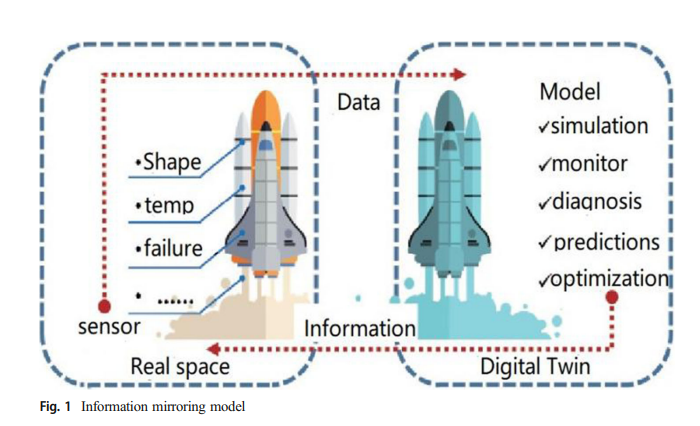 Data
Model
✓simulation
✓monitor
✓diagnosis
✓predictions
✓optimization
•Shape
•temp
•failure
• ......
sensor
Information
Real space
Digital Twin
Fig. 1 Information mirroring model